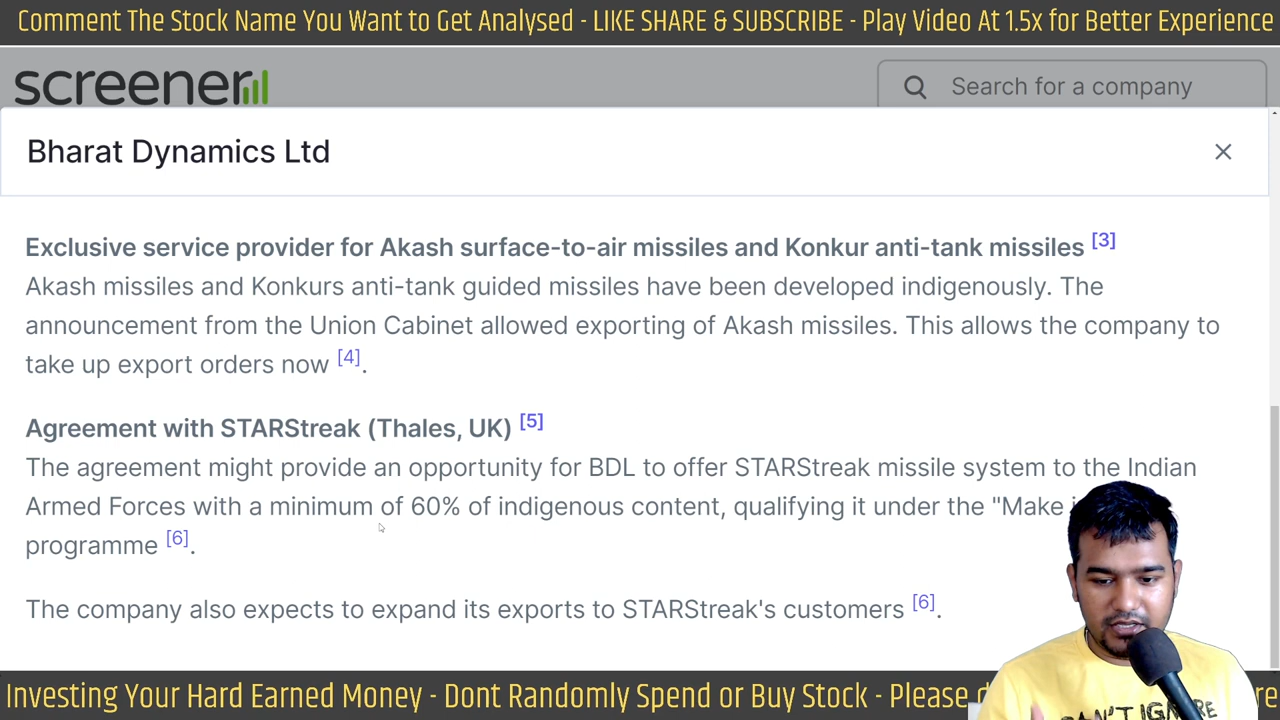 Comment The Stock Name You Want to Get Analysed - LIKE SHARE & SUBSCRIBE - Play Video At 1.5x for Better Experience
screener
Search for a company
Bharat Dynamics Ltd
Exclusive service provider for Akash surface-to-air missiles and Konkur anti-tank missiles [3]
Akash missiles and Konkurs anti-tank guided missiles have been developed indigenously. The
announcement from the Union Cabinet allowed exporting of Akash missiles. This allows the company to
take up export orders now [4].
Agreement with STARStreak (Thales, UK) [5]
The agreement might provide an opportunity for BDL to offer STARStreak missile system to the Indian
Armed Forces with a minimum of 60% of indigenous content, qualifying it under the "Make
programme [6].
The company also expects to expand its exports to STARStreak's customers [6].
Investing Your Hard Earned Money - Dont Randomly Spend or Buy Stock - Please
CAN'T IGNORE